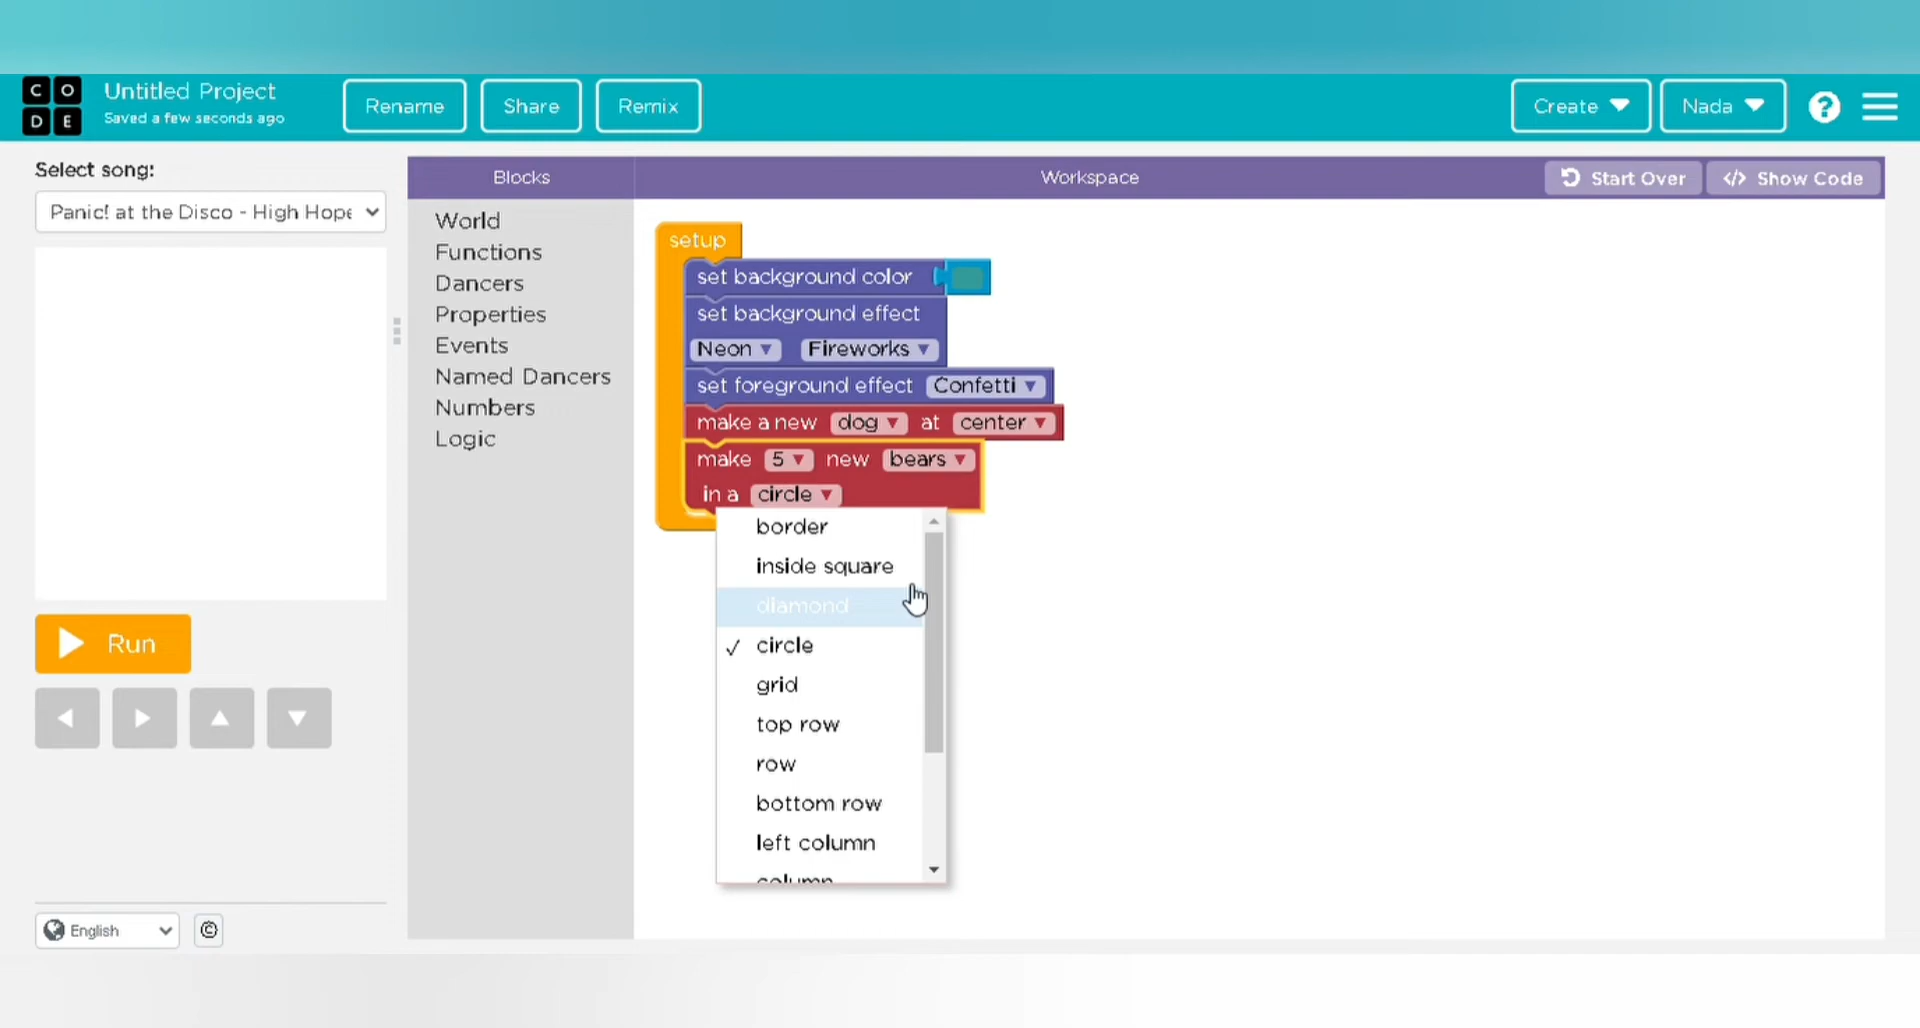 CO
DE
Untitled Project
Saved a few seconds ago
Rename
Share
Remix
Create
Nada
?
Select song:
Panic! at the Disco - High Hope
Run
English
©
Blocks
World
Functions
Dancers
Properties
Events
Named Dancers
Numbers
Logic
Workspace
Start Over
</> Show Code
setup
set background color
set background effect
Neon Fireworks
set foreground effect Confetti
make a new dog at center
make 5 new bears
in a circle
border
inside square
diamond
✓ circle
grid
top row
row
bottom row
left column
column